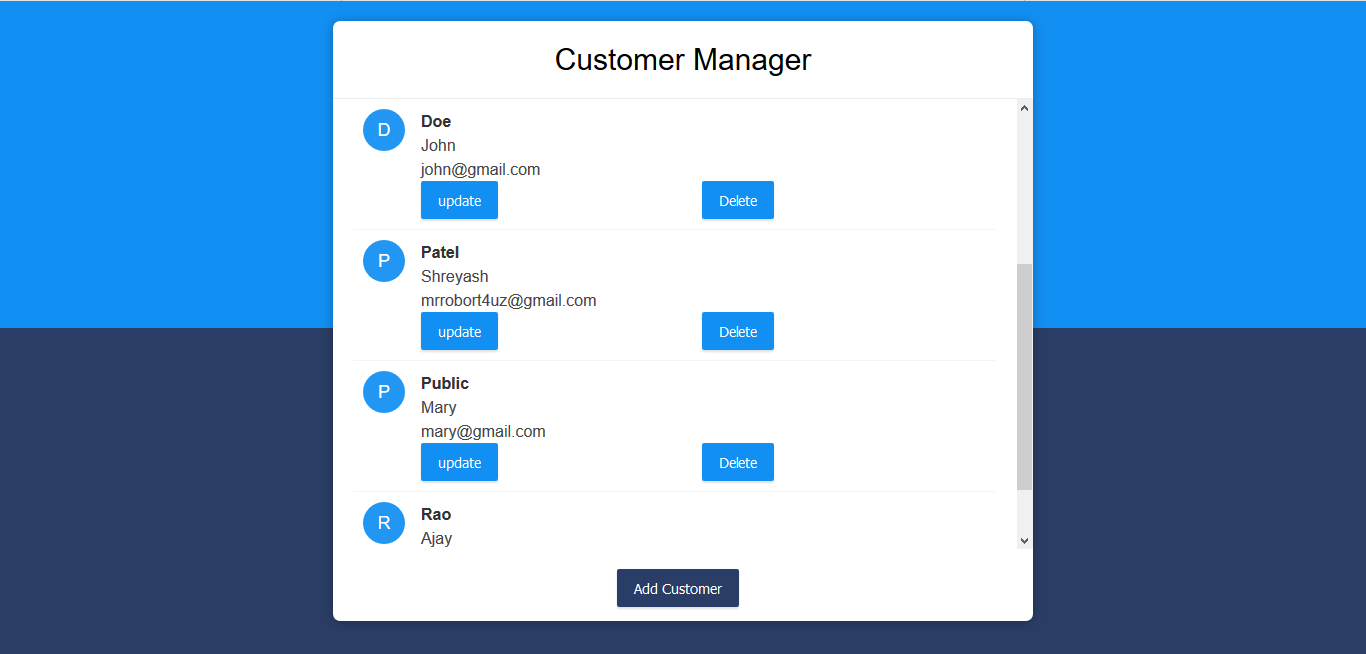 Customer Manager
D
Doe
John
john@gmail.com
update Delete
P
Patel
Shreyash
mrrobort4uz@gmail.com
update Delete
P
Public
Mary
mary@gmail.com
update Delete
R
Rao
Ajay
Add Customer